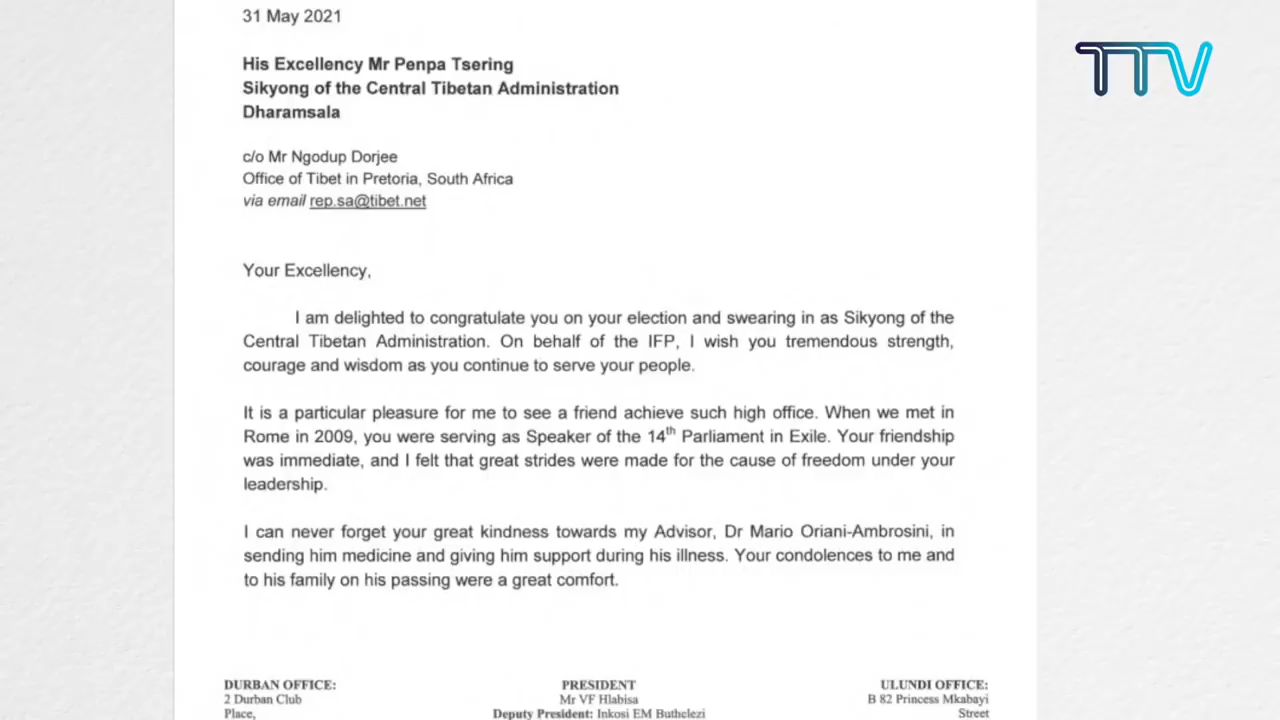 31 May 2021
TTV
His Excellency Mr Penpa Tsering
Sikyong of the Central Tibetan Administration
Dharamsala
c/o Mr Ngodup Dorjee
Office of Tibet in Pretoria, South Africa
via email rep.sa@tibet.net
Your Excellency,
I am delighted to congratulate you on your election and swearing in as Sikyong of the
Central Tibetan Administration. On behalf of the IFP, I wish you tremendous strength,
courage and wisdom as you continue to serve your people.
It is a particular pleasure for me to see a friend achieve such high office. When we met in
Rome in 2009, you were serving as Speaker of the 14th Parliament in Exile. Your friendship
was immediate, and I felt that great strides were made for the cause of freedom under your
leadership.
I can never forget your great kindness towards my Advisor, Dr Mario Oriani-Ambrosini, in
sending him medicine and giving him support during his illness. Your condolences to me and
to his family on his passing were a great comfort.
DURBAN OFFICE:
2 Durban Club
Place,
PRESIDENT
Mr VF Hlabisa
Deputy President: Inkosi EM Buthelezi
ULUNDI OFFICE:
B 82 Princess Mkabayi
Street